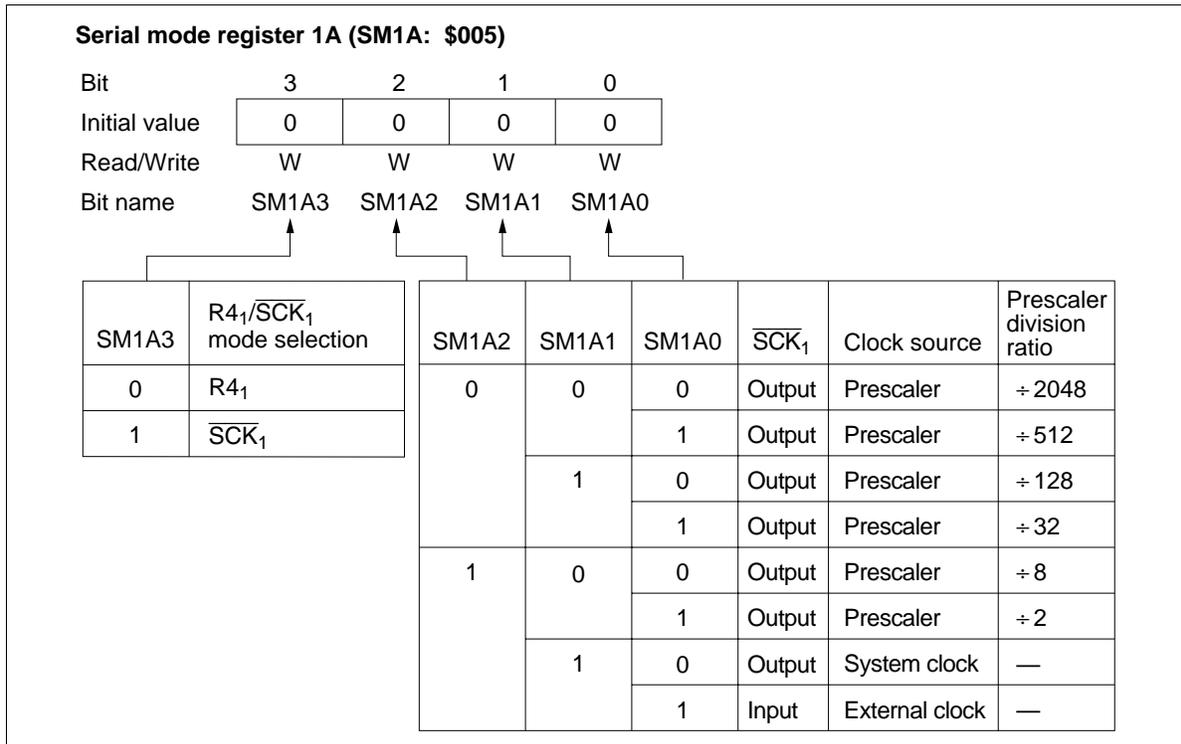 Serial mode register 1A (SM1A: $005)
Bit 3 2 1 0
Initial value 0 0 0 0
Read/Write W W W W
Bit name SM1A3 SM1A2 SM1A1 SM1A0
SM1A3 R4₁/S̅C̅K̅₁ mode selection
0 R4₁
1 S̅C̅K̅₁
SM1A2 SM1A1 SM1A0 S̅C̅K̅₁ Clock source Prescaler division ratio
0 0 0 Output Prescaler ÷2048
1 Output Prescaler ÷512
1 0 Output Prescaler ÷128
1 Output Prescaler ÷32
1 0 0 Output Prescaler ÷8
1 Output Prescaler ÷2
1 0 Output System clock —
1 Input External clock —